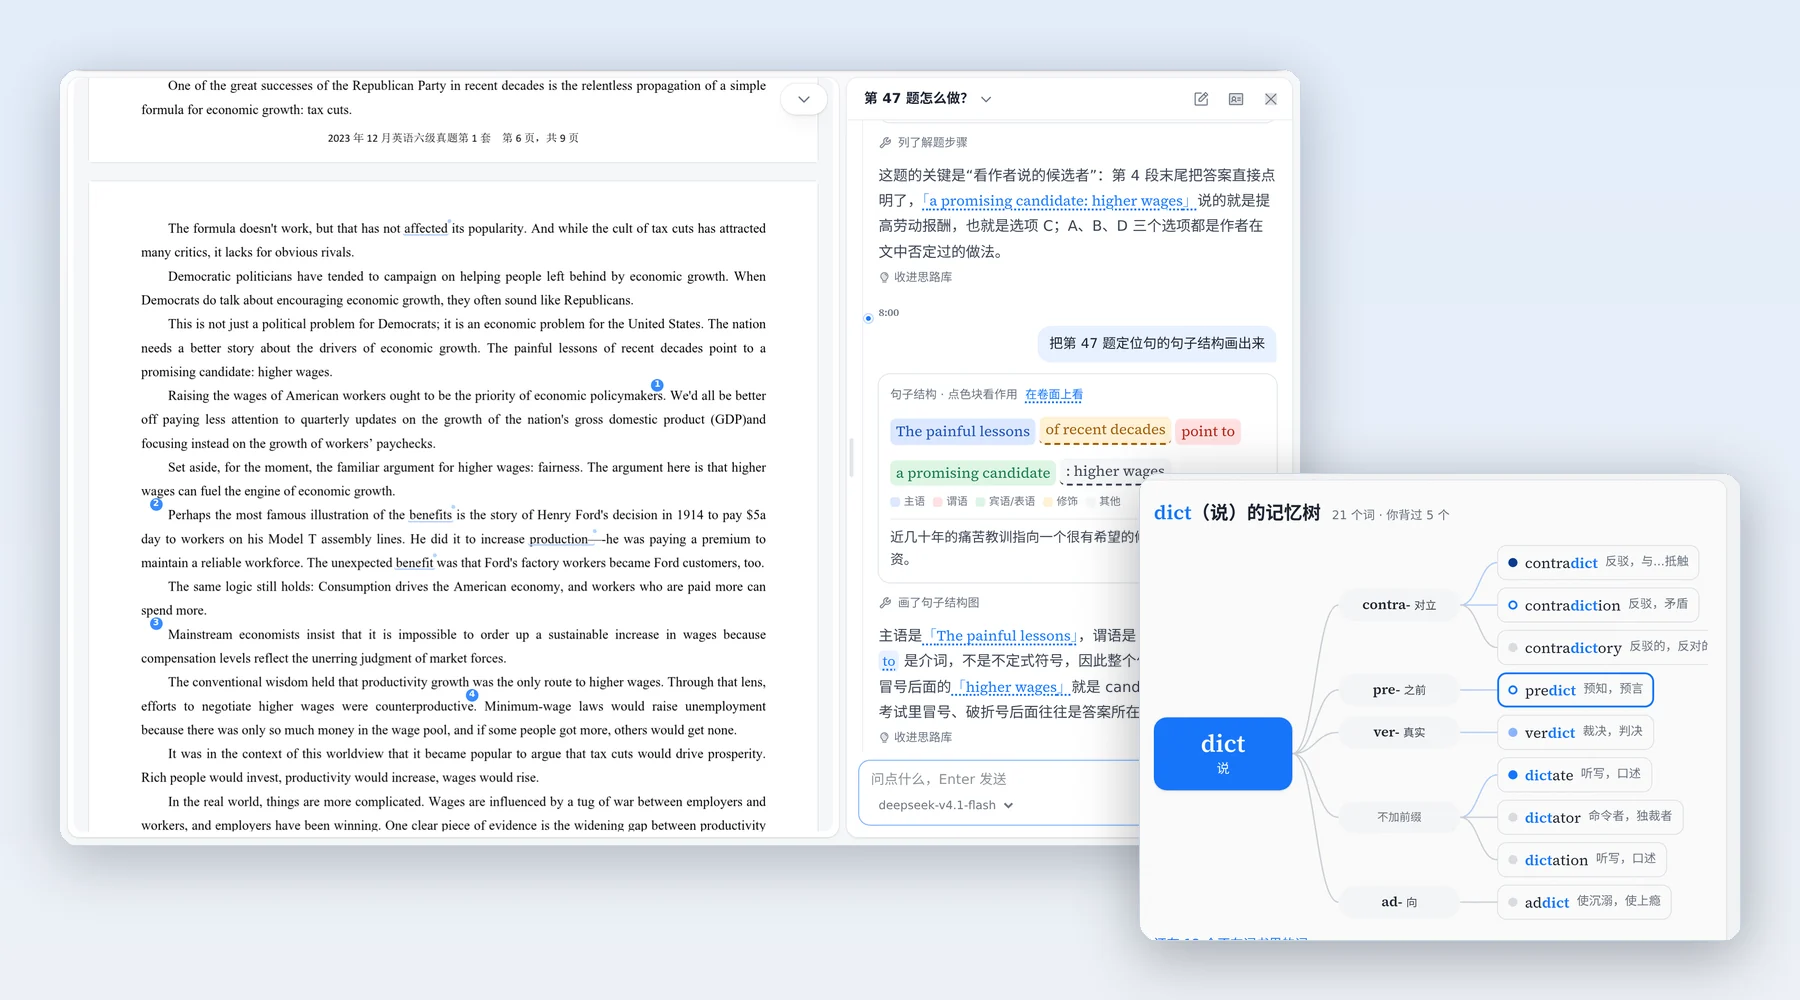 One of the great successes of the Republican Party in recent decades is the relentless propagation of a simple
formula for economic growth: tax cuts.
2023 年 12 月英语六级真题第 1 套 第 6 页，共 9 页
The formula doesn't work, but that has not affected its popularity. And while the cult of tax cuts has attracted
many critics, it lacks for obvious rivals.
Democratic politicians have tended to campaign on helping people left behind by economic growth. When
Democrats do talk about encouraging economic growth, they often sound like Republicans.
This is not just a political problem for Democrats; it is an economic problem for the United States. The nation
needs a better story about the drivers of economic growth. The painful lessons of recent decades point to a
promising candidate: higher wages.
1
Raising the wages of American workers ought to be the priority of economic policymakers. We'd all be better
off paying less attention to quarterly updates on the growth of the nation's gross domestic product (GDP)and
focusing instead on the growth of workers’ paychecks.
Set aside, for the moment, the familiar argument for higher wages: fairness. The argument here is that higher
wages can fuel the engine of economic growth.
2
Perhaps the most famous illustration of the benefits is the story of Henry Ford's decision in 1914 to pay $5a
day to workers on his Model T assembly lines. He did it to increase production—-he was paying a premium to
maintain a reliable workforce. The unexpected benefit was that Ford's factory workers became Ford customers, too.
The same logic still holds: Consumption drives the American economy, and workers who are paid more can
spend more.
3
Mainstream economists insist that it is impossible to order up a sustainable increase in wages because
compensation levels reflect the unerring judgment of market forces.
The conventional wisdom held that productivity growth was the only route to higher wages. Through that lens,
4
efforts to negotiate higher wages were counterproductive. Minimum-wage laws would raise unemployment
because there was only so much money in the wage pool, and if some people got more, others would get none.
It was in the context of this worldview that it became popular to argue that tax cuts would drive prosperity.
Rich people would invest, productivity would increase, wages would rise.
In the real world, things are more complicated. Wages are influenced by a tug of war between employers and
workers, and employers have been winning. One clear piece of evidence is the widening gap between productivity
第 47 题怎么做？
列了解题步骤
这题的关键是“看作者说的候选者”：第 4 段末尾把答案直接点
明了，「a promising candidate: higher wages」说的就是提
高劳动报酬，也就是选项 C；A、B、D 三个选项都是作者在
文中否定过的做法。
收进思路库
8:00
把第 47 题定位句的句子结构画出来
句子结构 · 点色块看作用 在卷面上看
The painful lessons of recent decades point to
a promising candidate : higher wages
主语 谓语 宾语/表语 修饰 其他
近几十年的痛苦教训指向一个很有希望的
资。
画了句子结构图
主语是「The painful lessons」，谓语是
to 是介词，不是不定式符号，因此整个
冒号后面的「higher wages」就是 cand
考试里冒号、破折号后面往往是答案所在
收进思路库
问点什么，Enter 发送
deepseek-v4.1-flash
dict（说）的记忆树 21 个词 · 你背过 5 个
dict
说
contra- 对立
contradict 反驳，与...抵触
contradiction 反驳，矛盾
contradictory 反驳的，反对的
pre- 之前
predict 预知，预言
ver- 真实
verdict 裁决，判决
不加前缀
dictate 听写，口述
dictator 命令者，独裁者
dictation 听写，口述
ad- 向
addict 使沉溺，使上瘾